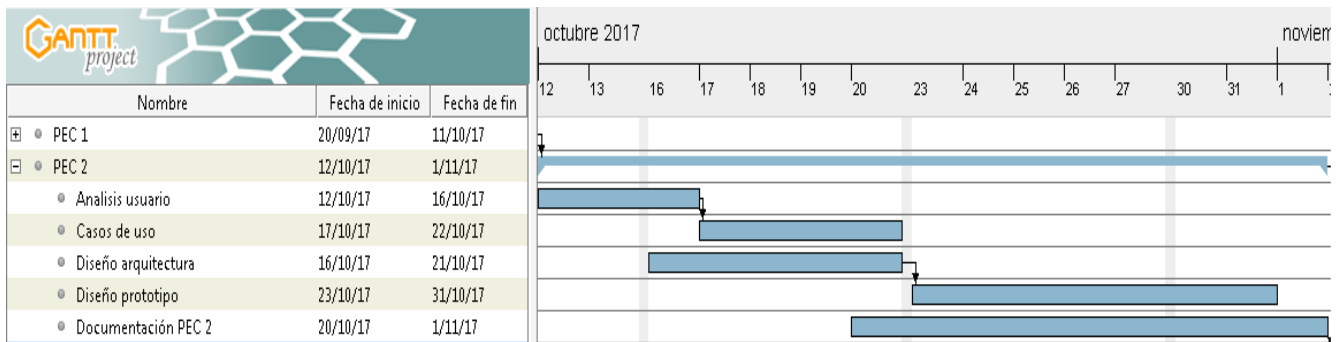 GANTT
project
octubre 2017 noviem
12 13 16 17 18 19 20 23 24 25 26 27 30 31 1
Nombre Fecha de inicio Fecha de fin
PEC 1 20/09/17 11/10/17
PEC 2 12/10/17 1/11/17
Analisis usuario 12/10/17 16/10/17
Casos de uso 17/10/17 22/10/17
Diseño arquitectura 16/10/17 21/10/17
Diseño prototipo 23/10/17 31/10/17
Documentación PEC 2 20/10/17 1/11/17